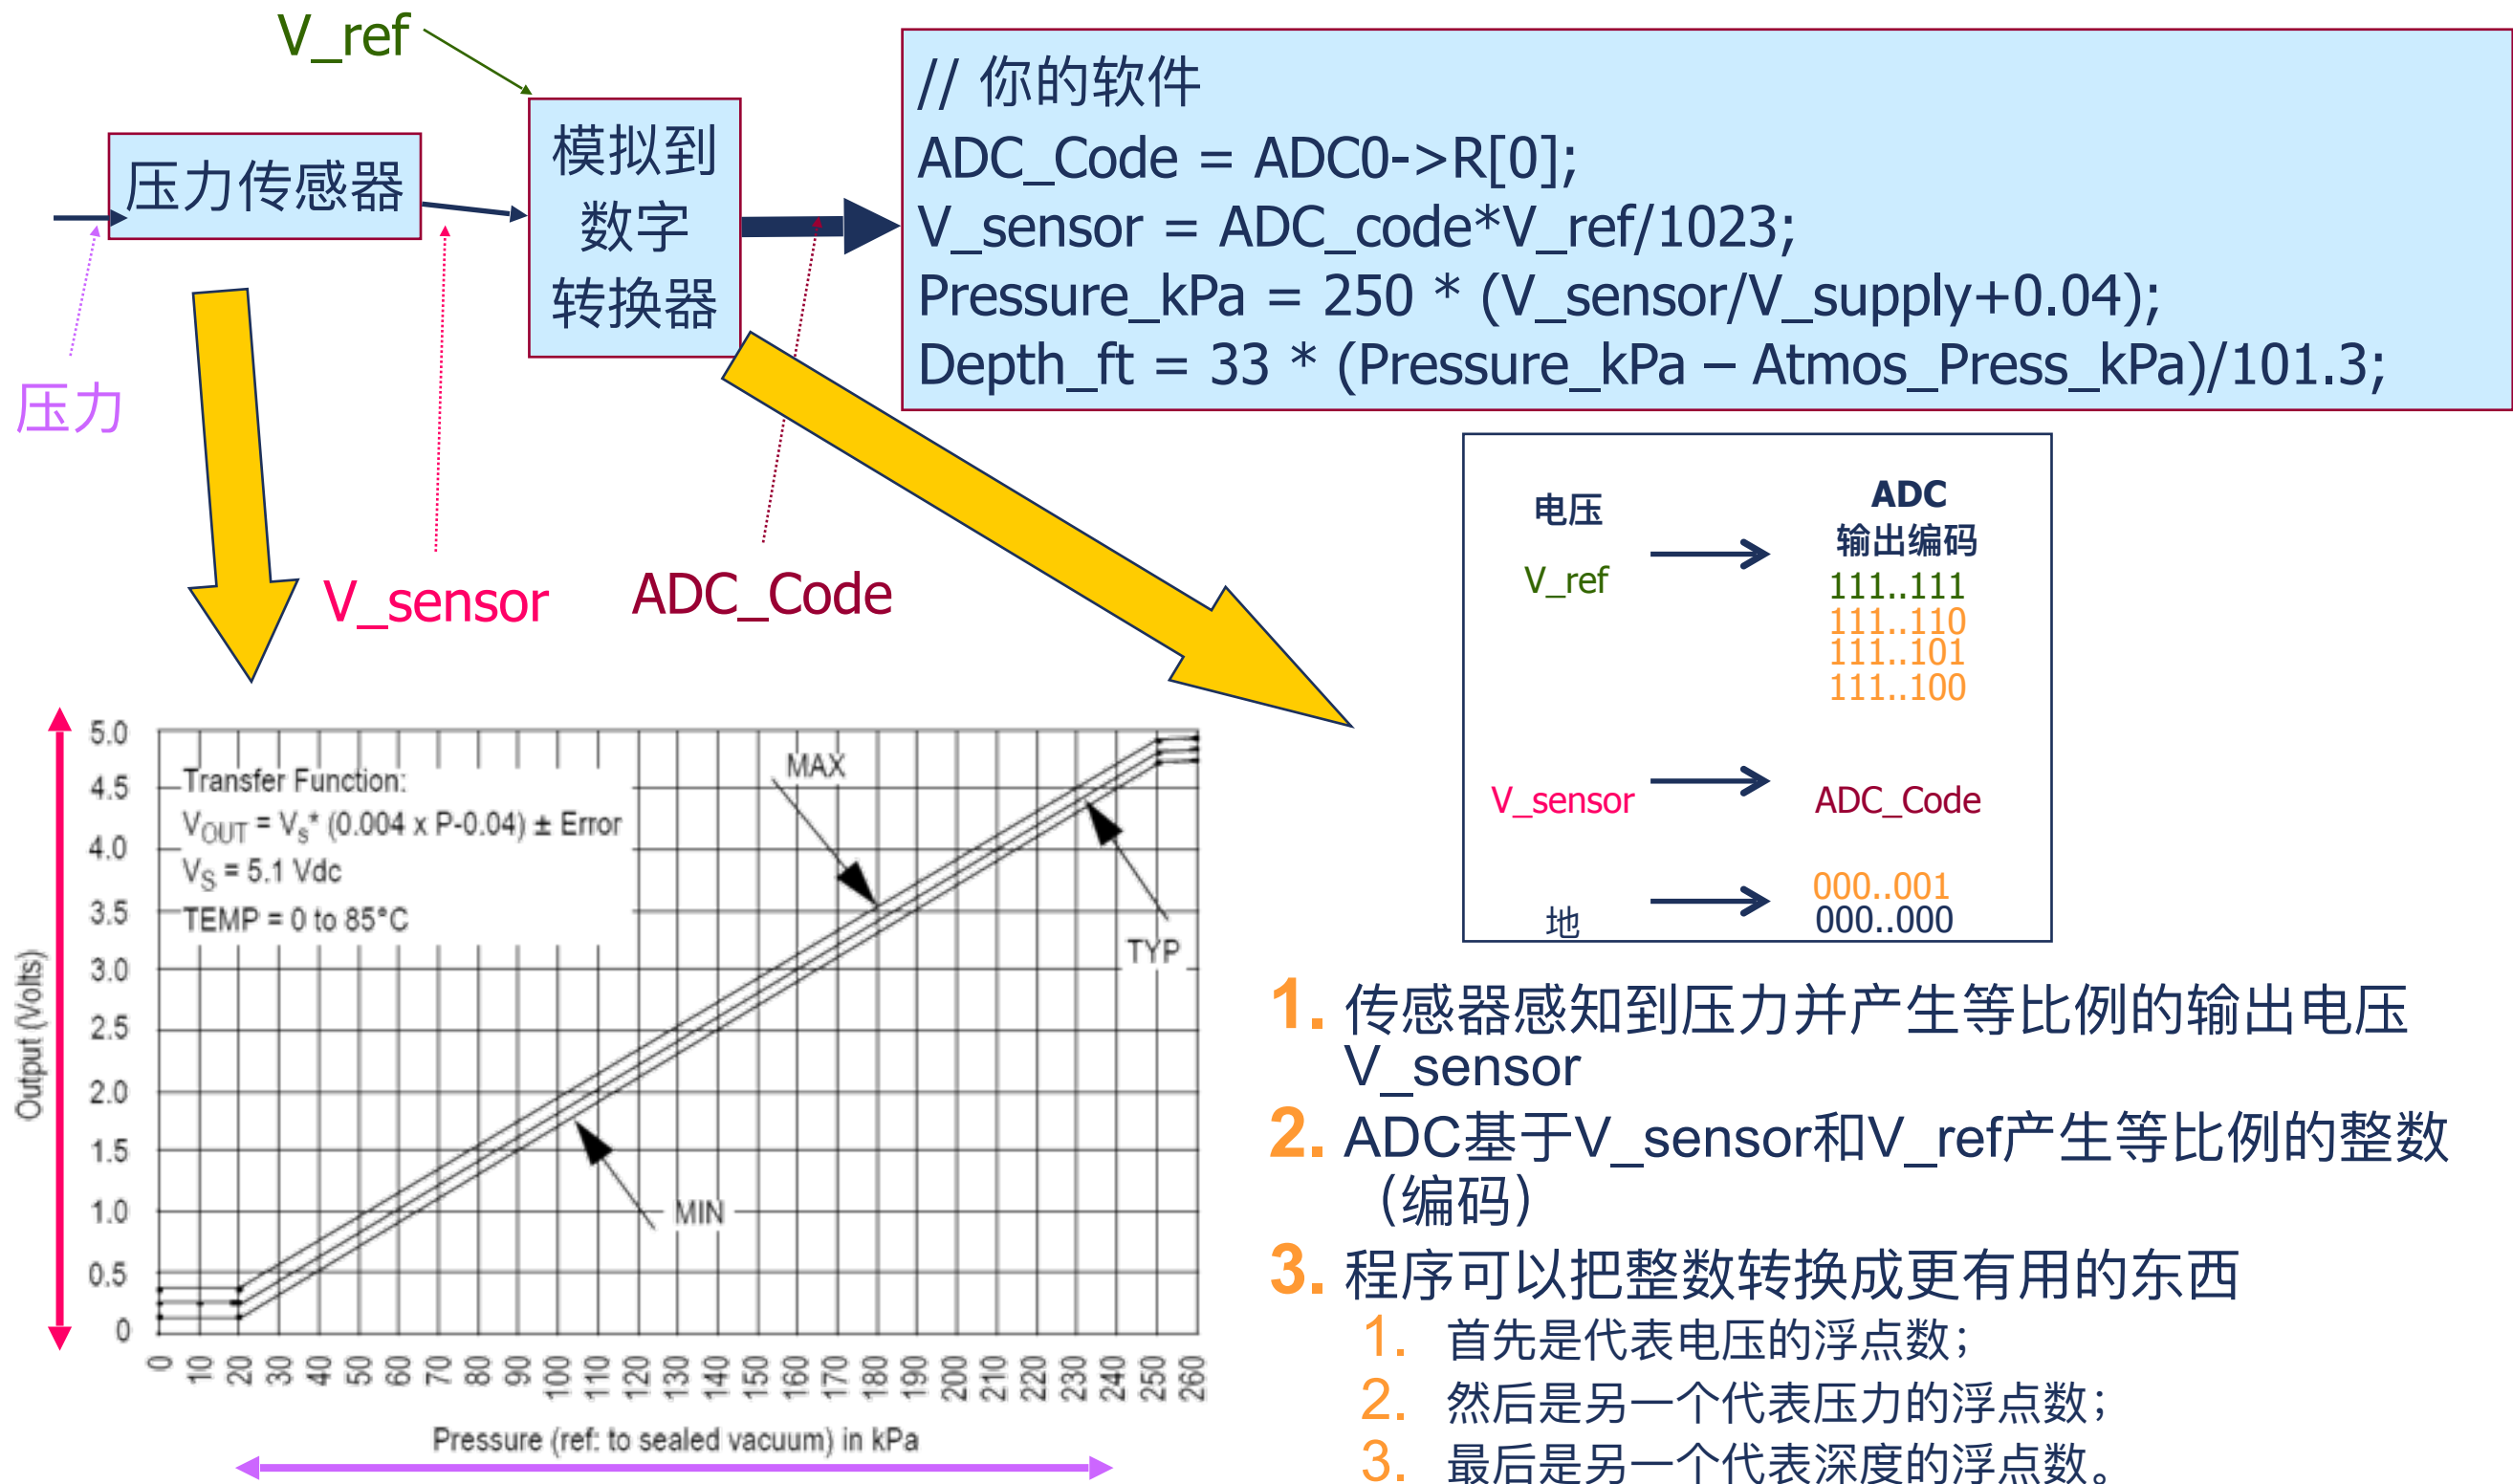 V_ref
压力传感器
模拟到
数字
转换器
// 你的软件
ADC_Code = ADC0->R[0];
V_sensor = ADC_code*V_ref/1023;
Pressure_kPa = 250 * (V_sensor/V_supply+0.04);
Depth_ft = 33 * (Pressure_kPa – Atmos_Press_kPa)/101.3;
压力
V_sensor
ADC_Code
电压
ADC
输出编码
V_ref
111..111
111..110
111..101
111..100
V_sensor
ADC_Code
000..001
地
000..000
5.0
4.5
4.0
3.5
3.0
2.5
2.0
1.5
1.0
0.5
0
Output (Volts)
Transfer Function:
VOUT = VS* (0.004 x P-0.04) ± Error
VS = 5.1 Vdc
TEMP = 0 to 85°C
MAX
TYP
MIN
0 10 20 30 40 50 60 70 80 90 100 110 120 130 140 150 160 170 180 190 200 210 220 230 240 250 260
Pressure (ref: to sealed vacuum) in kPa
1. 传感器感知到压力并产生等比例的输出电压
V_sensor
2. ADC基于V_sensor和V_ref产生等比例的整数
（编码）
3. 程序可以把整数转换成更有用的东西
1. 首先是代表电压的浮点数；
2. 然后是另一个代表压力的浮点数；
3. 最后是另一个代表深度的浮点数。